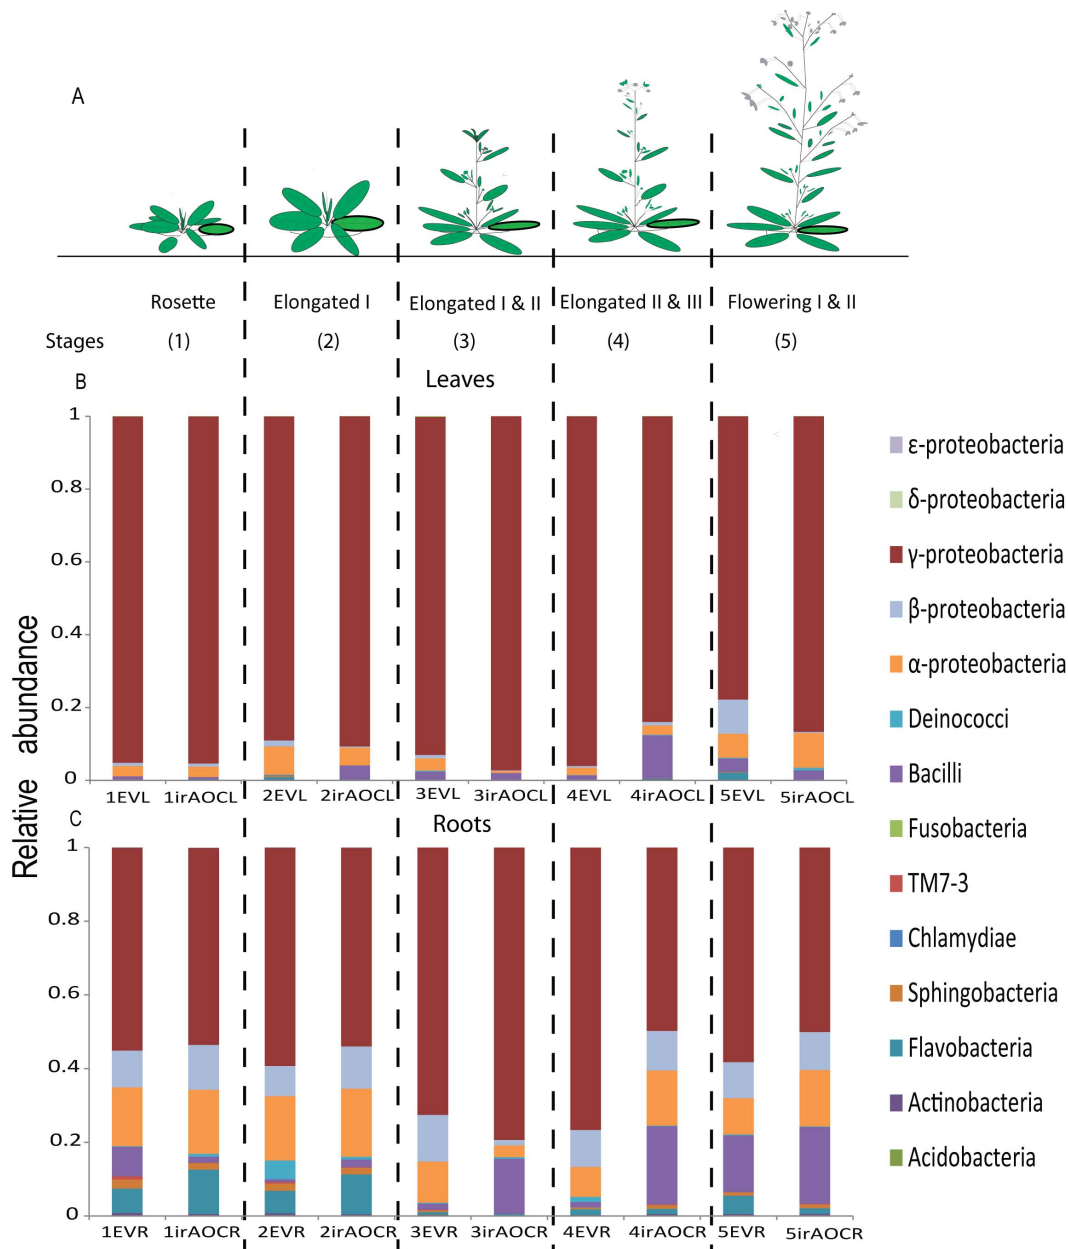 A
Rosette
Elongated I
Elongated I & II
Elongated II & III
Flowering I & II
Stages
(1)
(2)
(3)
(4)
(5)
B
Leaves
1
0.8
0.6
0.4
0.2
0
1EVL
1irAOCL
2EVL
2irAOCL
3EVL
3irAOCL
4EVL
4irAOCL
5EVL
5irAOCL
C
Roots
1
0.8
0.6
0.4
0.2
0
1EVR
1irAOCR
2EVR
2irAOCR
3EVR
3irAOCR
4EVR
4irAOCR
5EVR
5irAOCR
Relative abundance
ε-proteobacteria
δ-proteobacteria
γ-proteobacteria
β-proteobacteria
α-proteobacteria
Deinococci
Bacilli
Fusobacteria
TM7-3
Chlamydiae
Sphingobacteria
Flavobacteria
Actinobacteria
Acidobacteria